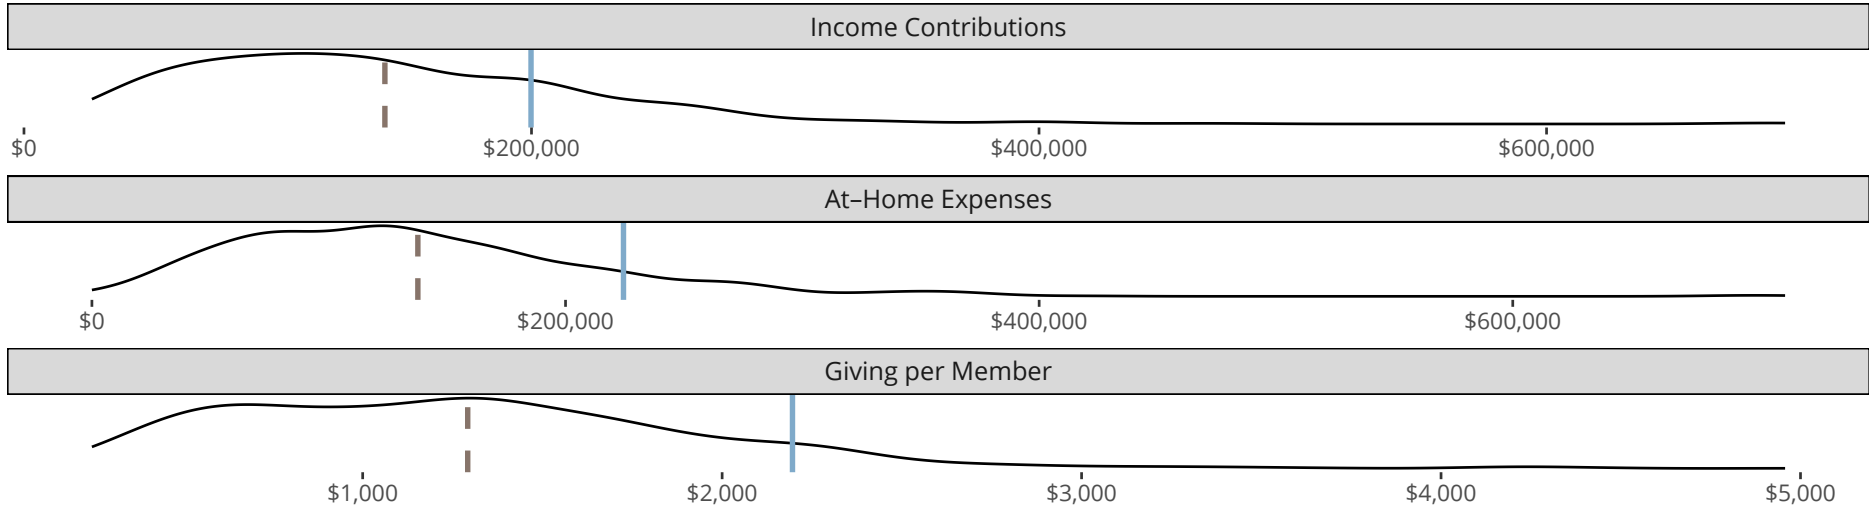 Income Contributions
$0 $200,000 $400,000 $600,000
At–Home Expenses
$0 $200,000 $400,000 $600,000
Giving per Member
$1,000 $2,000 $3,000 $4,000 $5,000